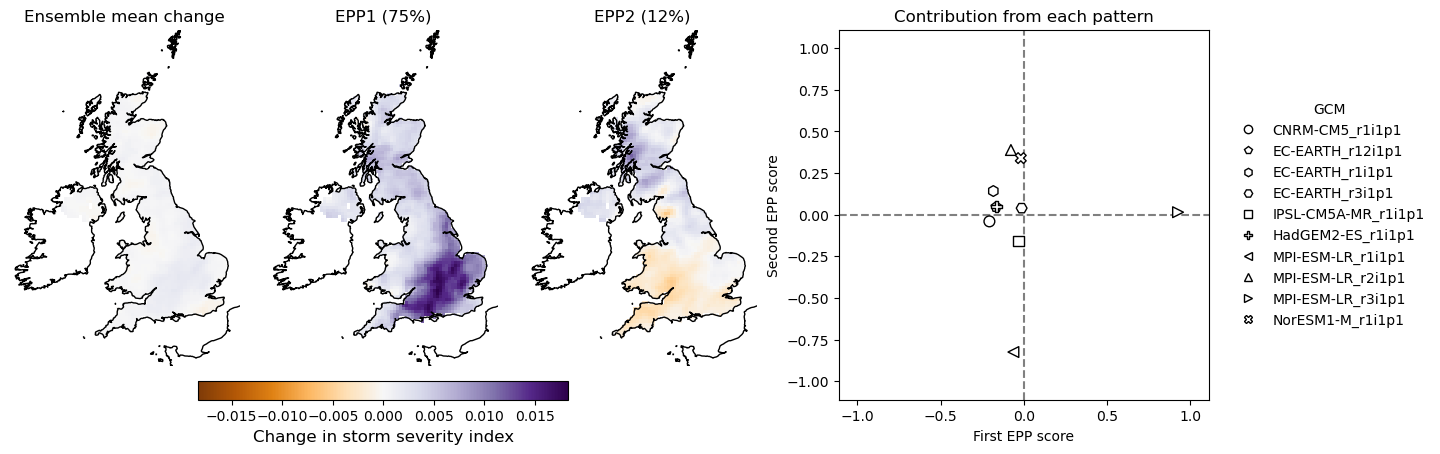 Ensemble mean change
EPP1 (75%)
EPP2 (12%)
−0.015
−0.010
−0.005
0.000
0.005
0.010
0.015
Change in storm severity index
Contribution from each pattern
1.00
0.75
0.50
0.25
0.00
−0.25
−0.50
−0.75
−1.00
Second EPP score
−1.0
−0.5
0.0
0.5
1.0
First EPP score
GCM
CNRM-CM5_r1i1p1
EC-EARTH_r12i1p1
EC-EARTH_r1i1p1
EC-EARTH_r3i1p1
IPSL-CM5A-MR_r1i1p1
HadGEM2-ES_r1i1p1
MPI-ESM-LR_r1i1p1
MPI-ESM-LR_r2i1p1
MPI-ESM-LR_r3i1p1
NorESM1-M_r1i1p1